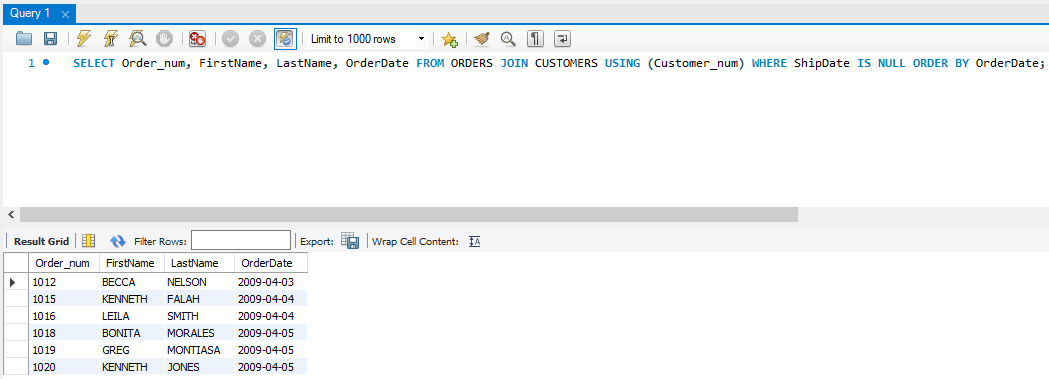 Query 1
Limit to 1000 rows
1 SELECT Order_num, FirstName, LastName, OrderDate FROM ORDERS JOIN CUSTOMERS USING (Customer_num) WHERE ShipDate IS NULL ORDER BY OrderDate;
Result Grid Filter Rows: Export: Wrap Cell Content:
Order_num FirstName LastName OrderDate
1012 BECCA NELSON 2009-04-03
1015 KENNETH FALAH 2009-04-04
1016 LEILA SMITH 2009-04-04
1018 BONITA MORALES 2009-04-05
1019 GREG MONTIASA 2009-04-05
1020 KENNETH JONES 2009-04-05